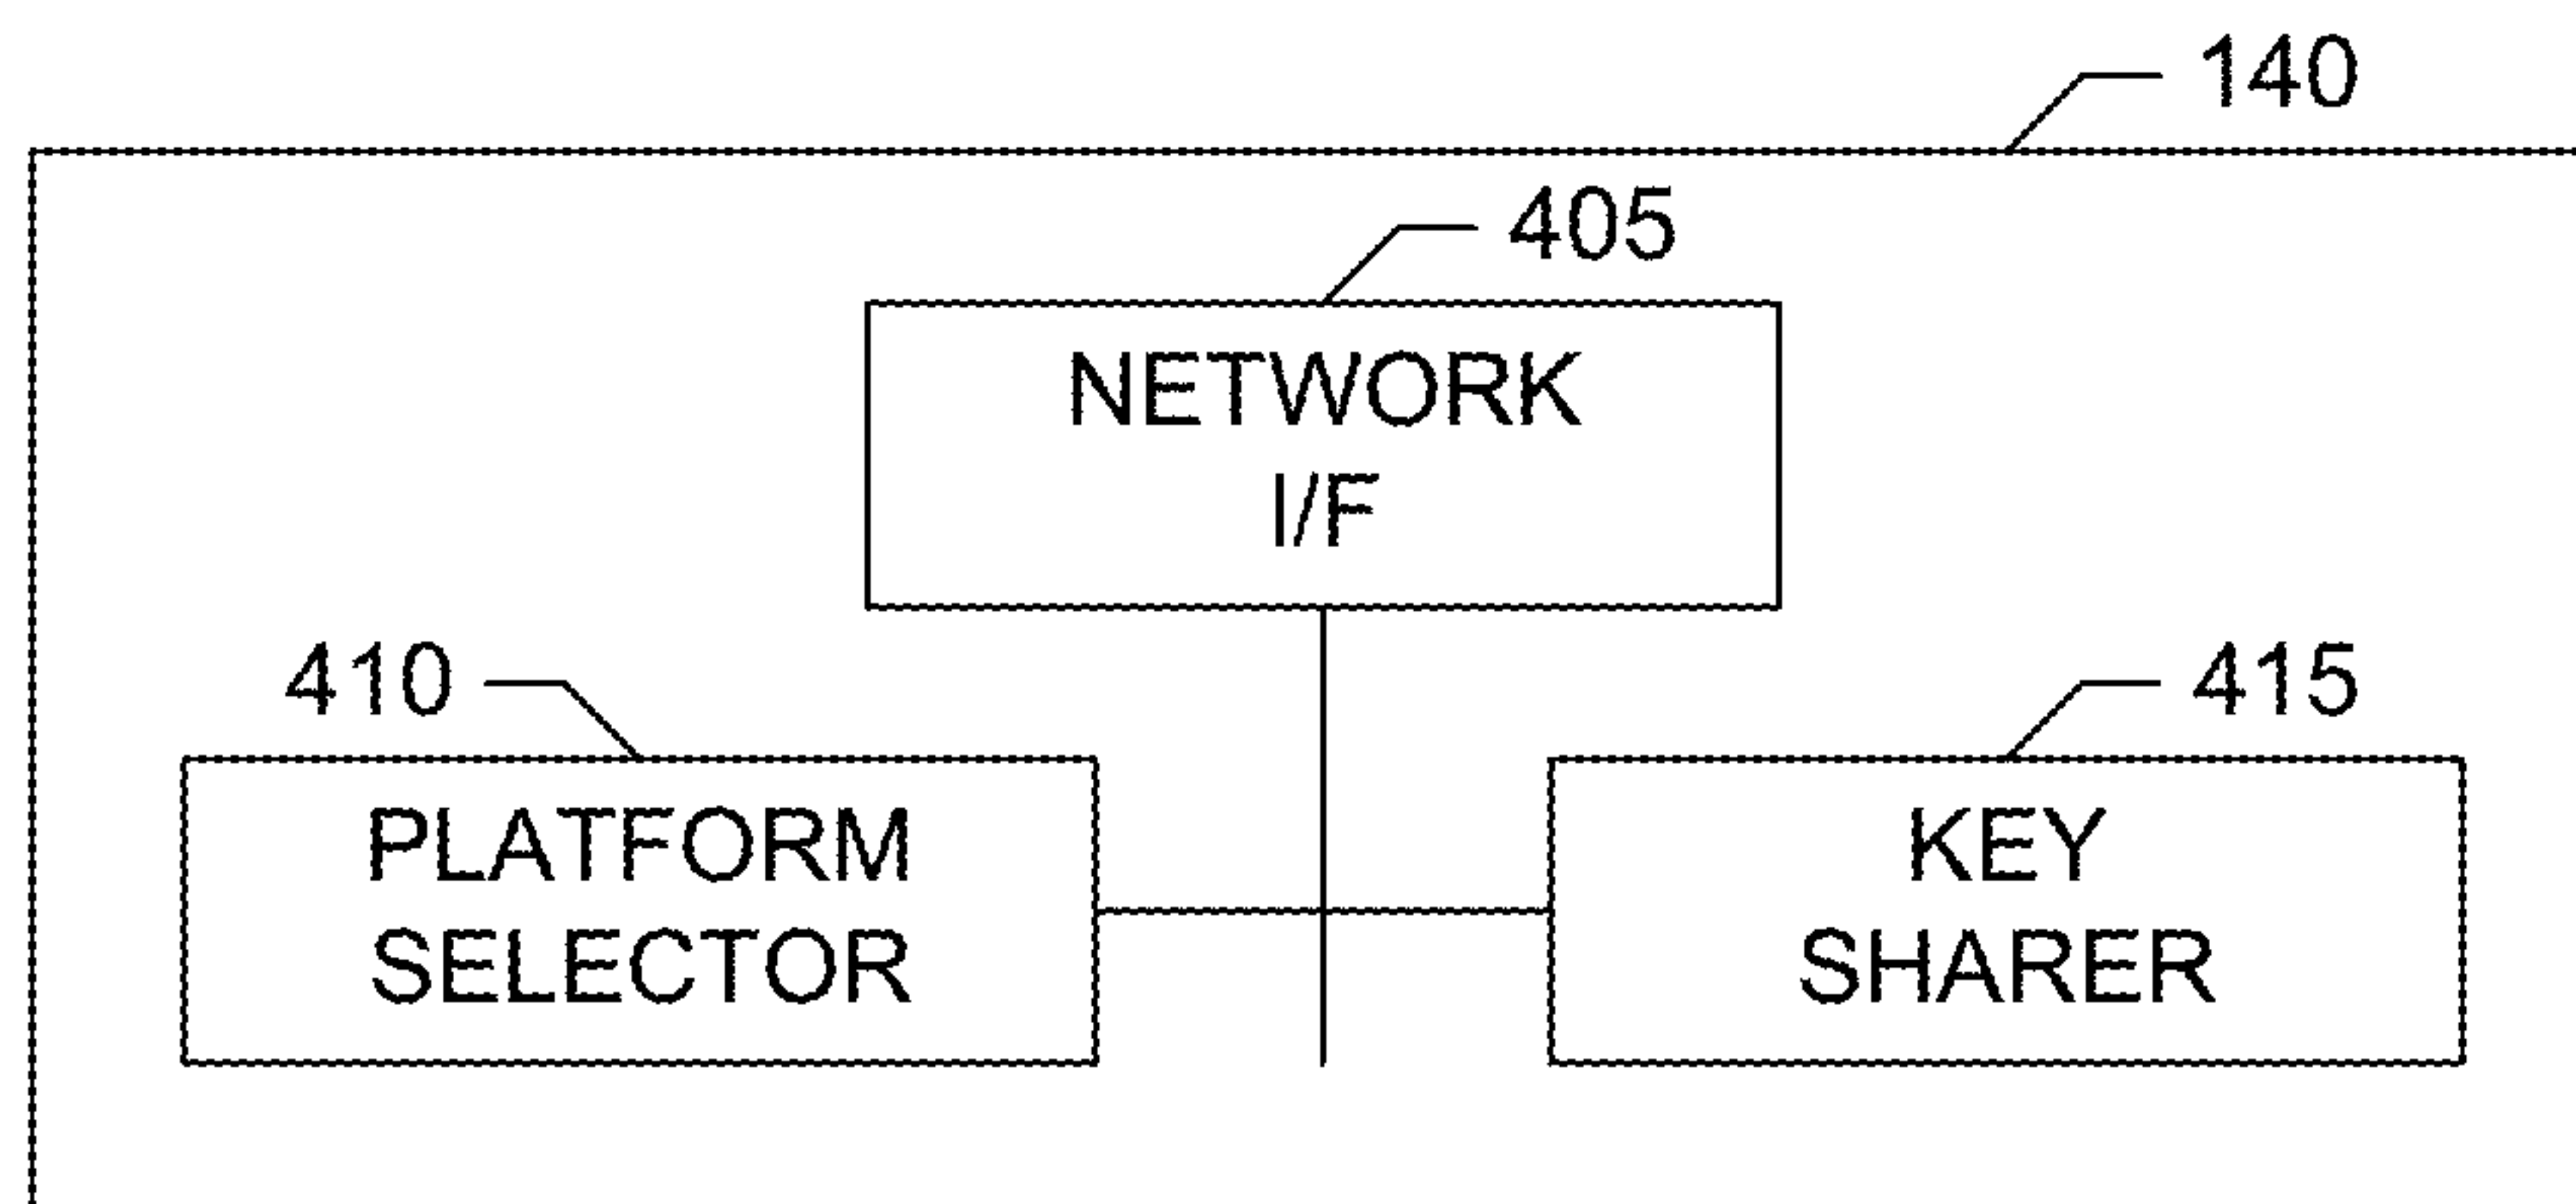 140
405
NETWORK
I/F
410
415
PLATFORM
SELECTOR
KEY
SHARER